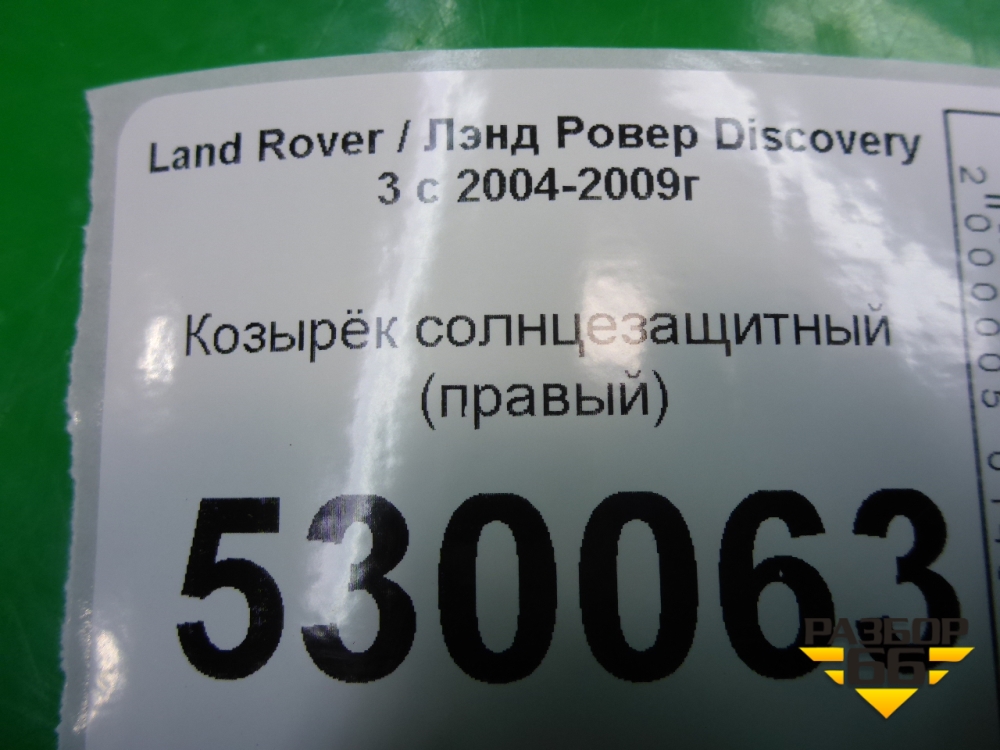 Land Rover / Лэнд Ровер Discovery
3 с 2004-2009г
Козырёк солнцезащитный
(правый)
530063
РАЗБОР
66